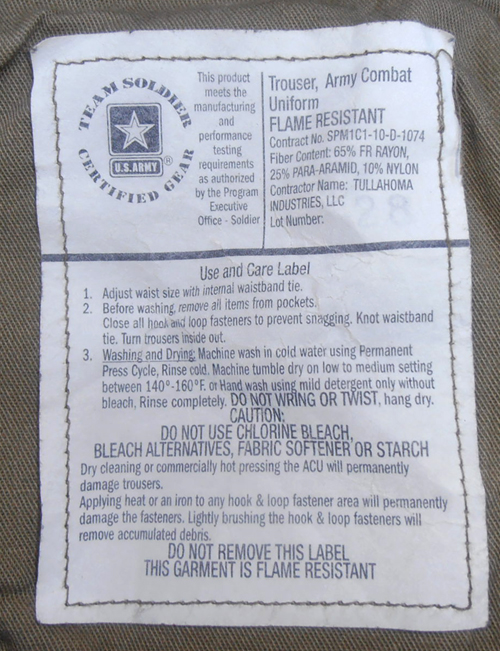 TEAM SOLDIER
CERTIFIED GEAR
U.S.ARMY®
This product
meets the
manufacturing
and
performance
testing
requirements
as authorized
by the Program
Executive
Office - Soldier
Trouser, Army Combat
Uniform
FLAME RESISTANT
Contract No. SPM1C1-10-D-1074
Fiber Content: 65% FR RAYON,
25% PARA-ARAMID, 10% NYLON
Contractor Name: TULLAHOMA
INDUSTRIES, LLC
Lot Number:
Use and Care Label
1. Adjust waist size with internal waistband tie.
2. Before washing, remove all items from pockets.
Close all hook and loop fasteners to prevent snagging. Knot waistband
tie. Turn trousers inside out.
3. Washing and Drying: Machine wash in cold water using Permanent
Press Cycle, Rinse cold. Machine tumble dry on low to medium setting
between 140°-160°F. or Hand wash using mild detergent only without
bleach, Rinse completely. DO NOT WRING OR TWIST, hang dry.
CAUTION:
DO NOT USE CHLORINE BLEACH,
BLEACH ALTERNATIVES, FABRIC SOFTENER OR STARCH
Dry cleaning or commercially hot pressing the ACU will permanently
damage trousers.
Applying heat or an iron to any hook & loop fastener area will permanently
damage the fasteners. Lightly brushing the hook & loop fasteners will
remove accumulated debris.
DO NOT REMOVE THIS LABEL
THIS GARMENT IS FLAME RESISTANT